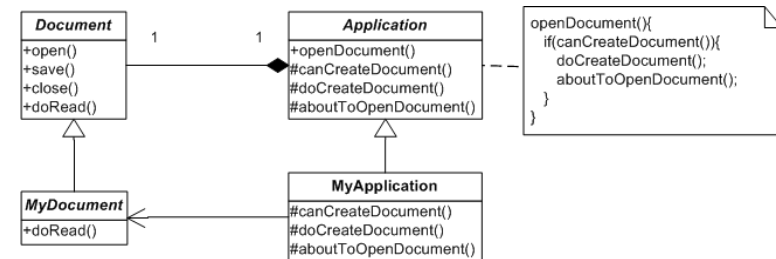 Document
+open()
+save()
+close()
+doRead()
1
1
Application
+openDocument()
#canCreateDocument()
#doCreateDocument()
#aboutToOpenDocument()
openDocument(){
if(canCreateDocument()){
doCreateDocument();
aboutToOpenDocument();
}
}
MyDocument
+doRead()
MyApplication
#canCreateDocument()
#doCreateDocument()
#aboutToOpenDocument()